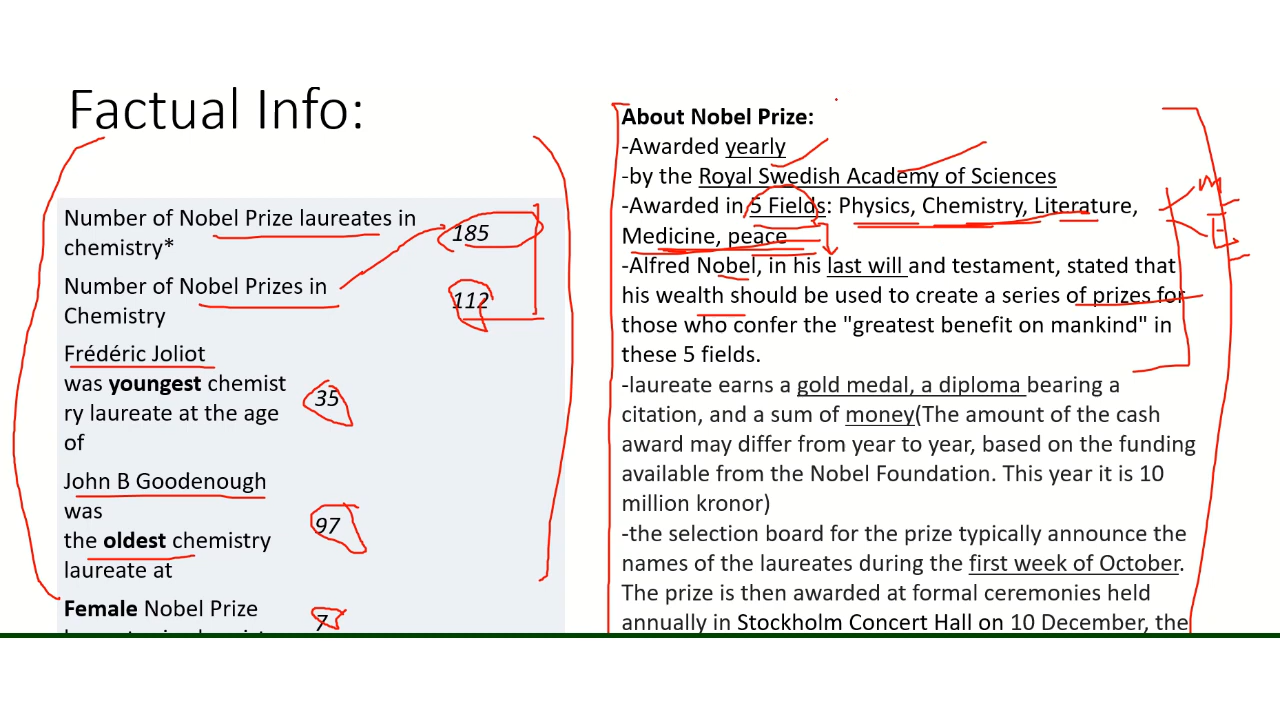 Factual Info:
Number of Nobel Prize laureates in
chemistry*
185
Number of Nobel Prizes in
Chemistry
112
Frédéric Joliot
was youngest chemist
ry laureate at the age
of
35
John B Goodenough
was
the oldest chemistry
laureate at
97
Female Nobel Prize
7
About Nobel Prize:
-Awarded yearly
-by the Royal Swedish Academy of Sciences
-Awarded in 5 Fields: Physics, Chemistry, Literature,
Medicine, peace
-Alfred Nobel, in his last will and testament, stated that
his wealth should be used to create a series of prizes for
those who confer the "greatest benefit on mankind" in
these 5 fields.
-laureate earns a gold medal, a diploma bearing a
citation, and a sum of money(The amount of the cash
award may differ from year to year, based on the funding
available from the Nobel Foundation. This year it is 10
million kronor)
-the selection board for the prize typically announce the
names of the laureates during the first week of October.
The prize is then awarded at formal ceremonies held
annually in Stockholm Concert Hall on 10 December, the
m
E